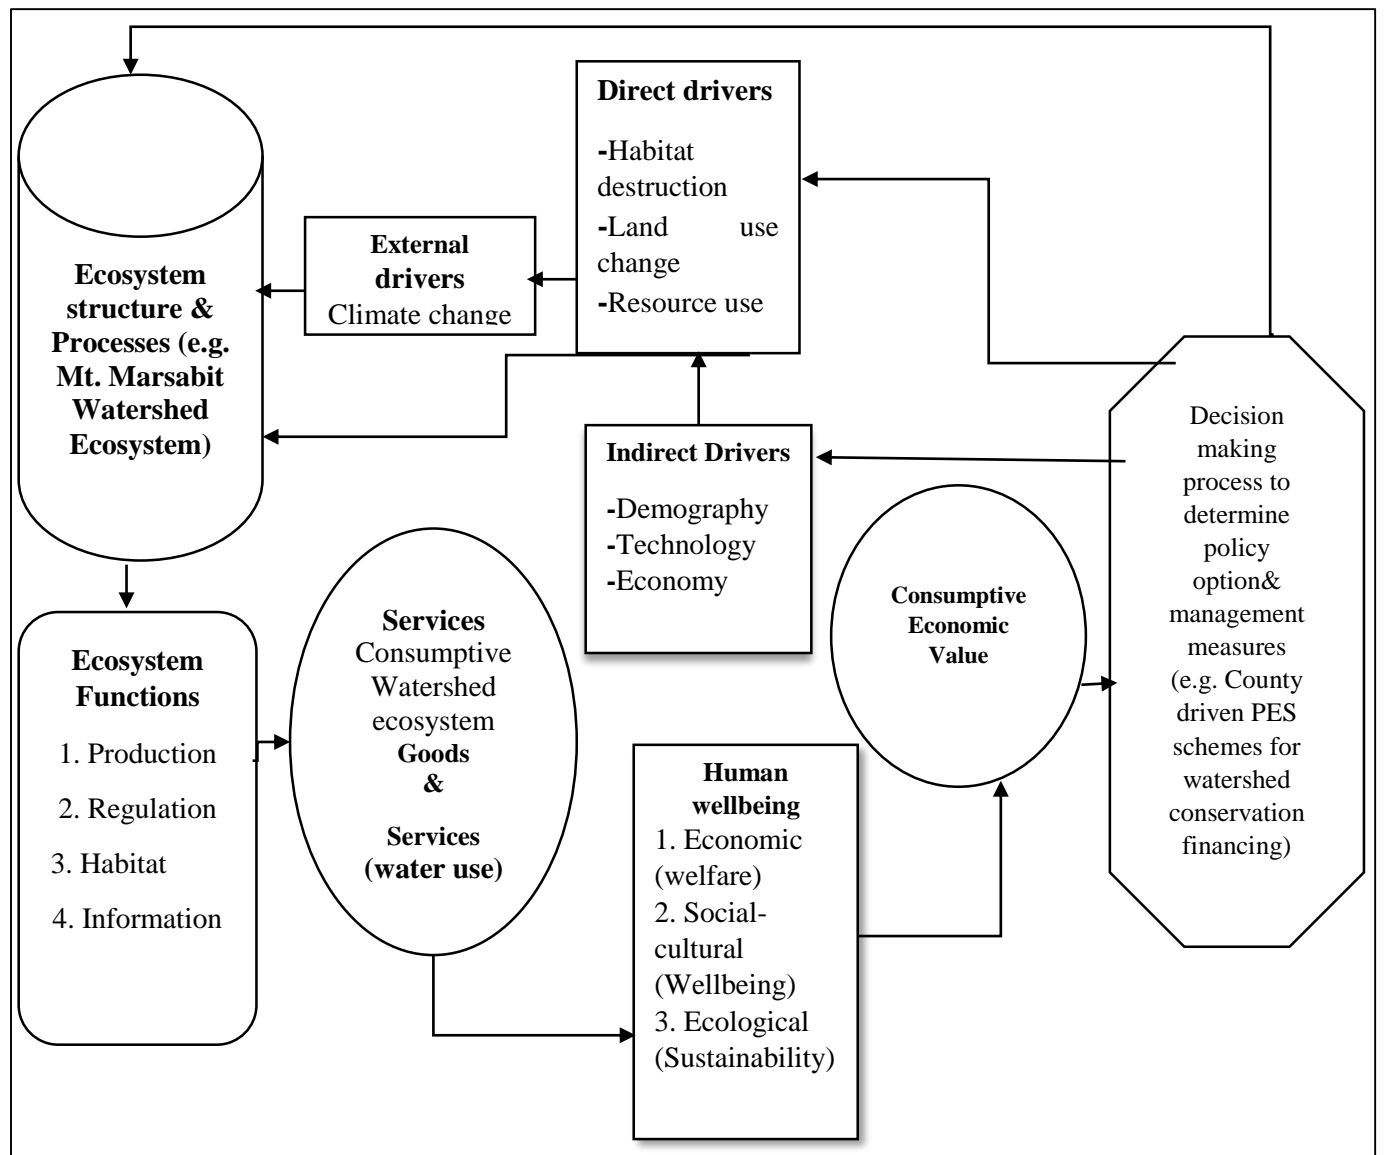 Direct drivers
-Habitat
destruction
-Land use
change
-Resource use
External
drivers
Climate change
Ecosystem
structure &
Processes (e.g.
Mt. Marsabit
Watershed
Ecosystem)
Indirect Drivers
-Demography
-Technology
-Economy
Decision
making
process to
determine
policy
option&
management
measures
(e.g. County
driven PES
schemes for
watershed
conservation
financing)
Consumptive
Economic
Value
Ecosystem
Functions
1. Production
2. Regulation
3. Habitat
4. Information
Services
Consumptive
Watershed
ecosystem
Goods
&
Services
(water use)
Human
wellbeing
1. Economic
(welfare)
2. Social-
cultural
(Wellbeing)
3. Ecological
(Sustainability)